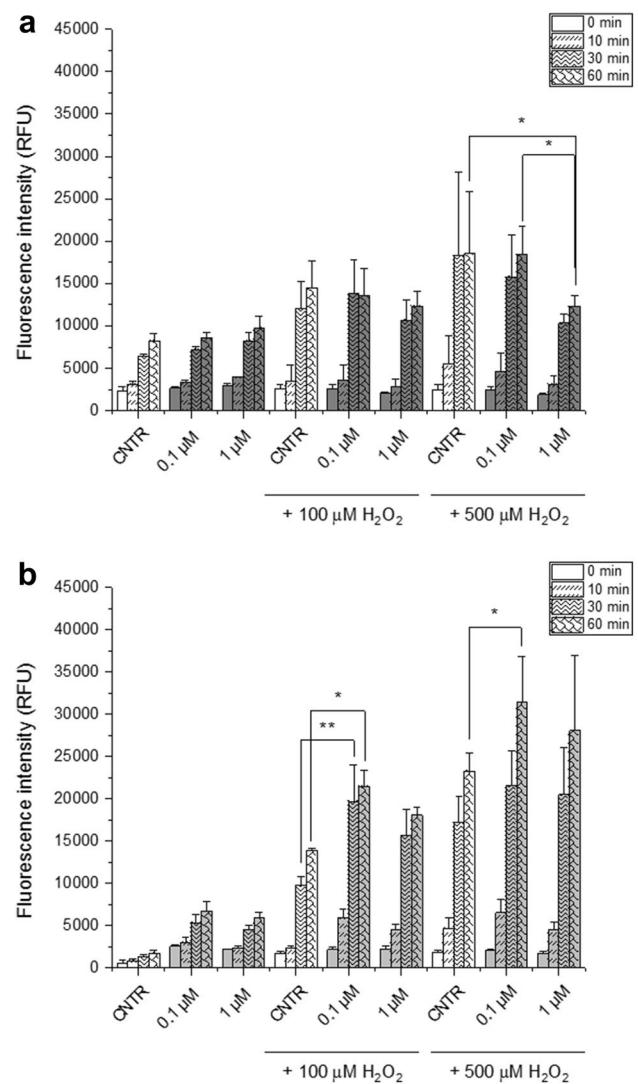 a
0 min
10 min
30 min
60 min
45000
40000
35000
30000
25000
20000
15000
10000
5000
0
Fluorescence intensity (RFU)
*
*
CNTR
0.1 μM
1 μM
CNTR
0.1 μM
1 μM
CNTR
0.1 μM
1 μM
+ 100 μM H₂O₂
+ 500 μM H₂O₂
b
0 min
10 min
30 min
60 min
45000
40000
35000
30000
25000
20000
15000
10000
5000
0
Fluorescence intensity (RFU)
*
*
**
CNTR
0.1 μM
1 μM
CNTR
0.1 μM
1 μM
CNTR
0.1 μM
1 μM
+ 100 μM H₂O₂
+ 500 μM H₂O₂